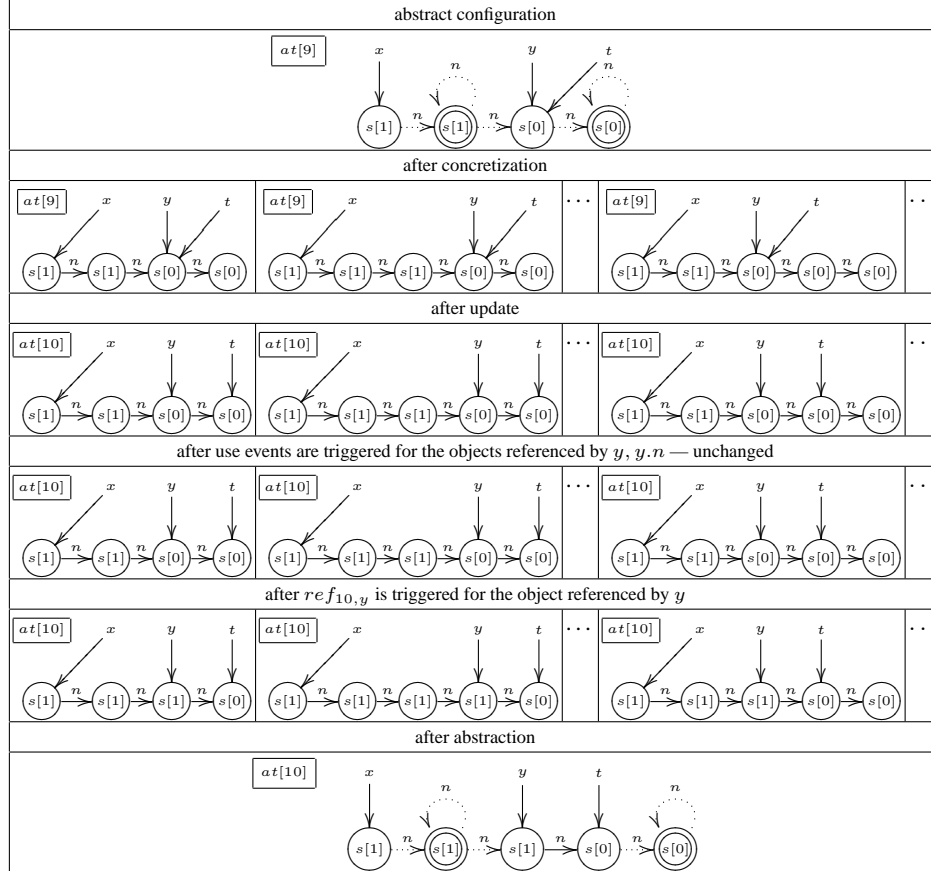 abstract configuration
at[9] x y t
n n
n n n
s[1] s[1] s[0] s[0]
after concretization
at[9] x y t at[9] x y t ··· at[9] x y t ··
n n n n n n n n n n n
s[1] s[1] s[0] s[0] s[1] s[1] s[1] s[0] s[0] s[1] s[1] s[0] s[0] s[0]
after update
at[10] x y t at[10] x y t ··· at[10] x y t ··
n n n n n n n n n n n
s[1] s[1] s[0] s[0] s[1] s[1] s[1] s[0] s[0] s[1] s[1] s[0] s[0] s[0]
after use events are triggered for the objects referenced by y, y.n — unchanged
at[10] x y t at[10] x y t ··· at[10] x y t ··
n n n n n n n n n n n
s[1] s[1] s[0] s[0] s[1] s[1] s[1] s[0] s[0] s[1] s[1] s[0] s[0] s[0]
after ref10,y is triggered for the object referenced by y
at[10] x y t at[10] x y t ··· at[10] x y t ··
n n n n n n n n n n n
s[1] s[1] s[1] s[0] s[1] s[1] s[1] s[1] s[0] s[1] s[1] s[1] s[0] s[0]
after abstraction
at[10] x y t
n n
n n n n
s[1] s[1] s[1] s[0] s[0]